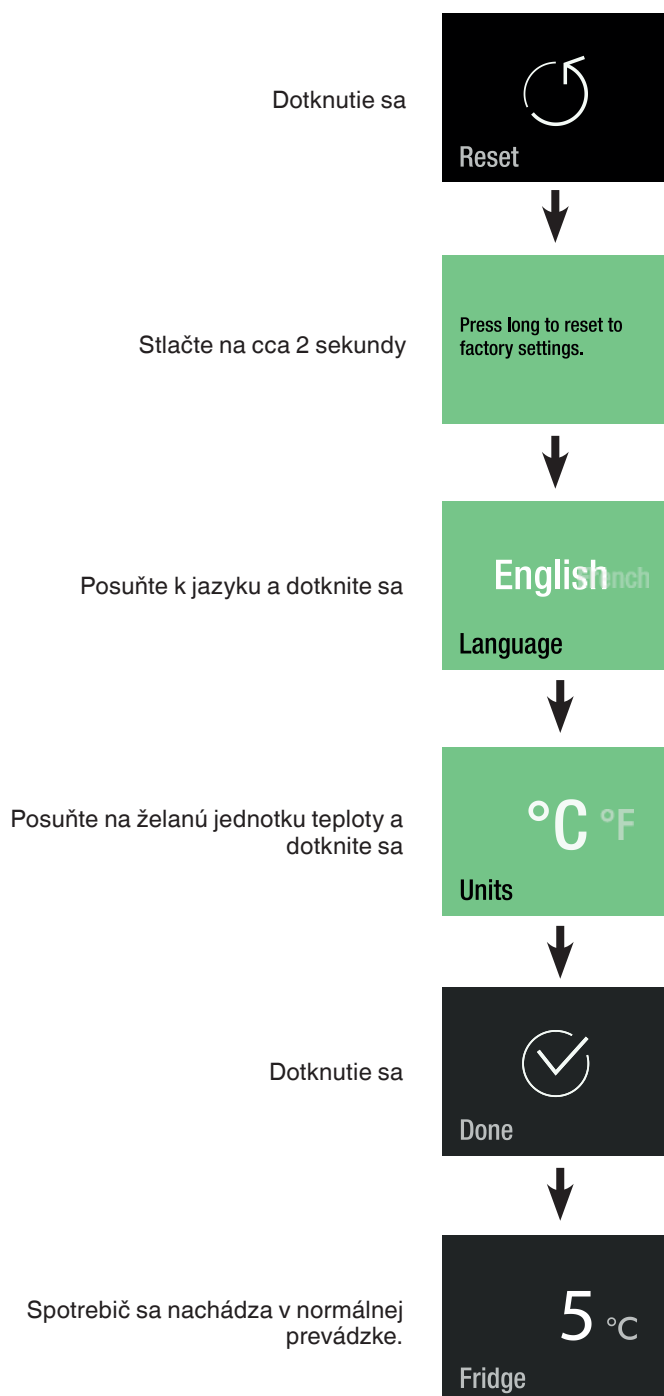 Dotknutie sa
Reset
Stlačte na cca 2 sekundy
Press long to reset to
factory settings.
Posuňte k jazyku a dotknite sa
English French
Language
Posuňte na želanú jednotku teploty a
dotknite sa
°C °F
Units
Dotknutie sa
Done
Spotrebič sa nachádza v normálnej
prevádzke.
5 °C
Fridge